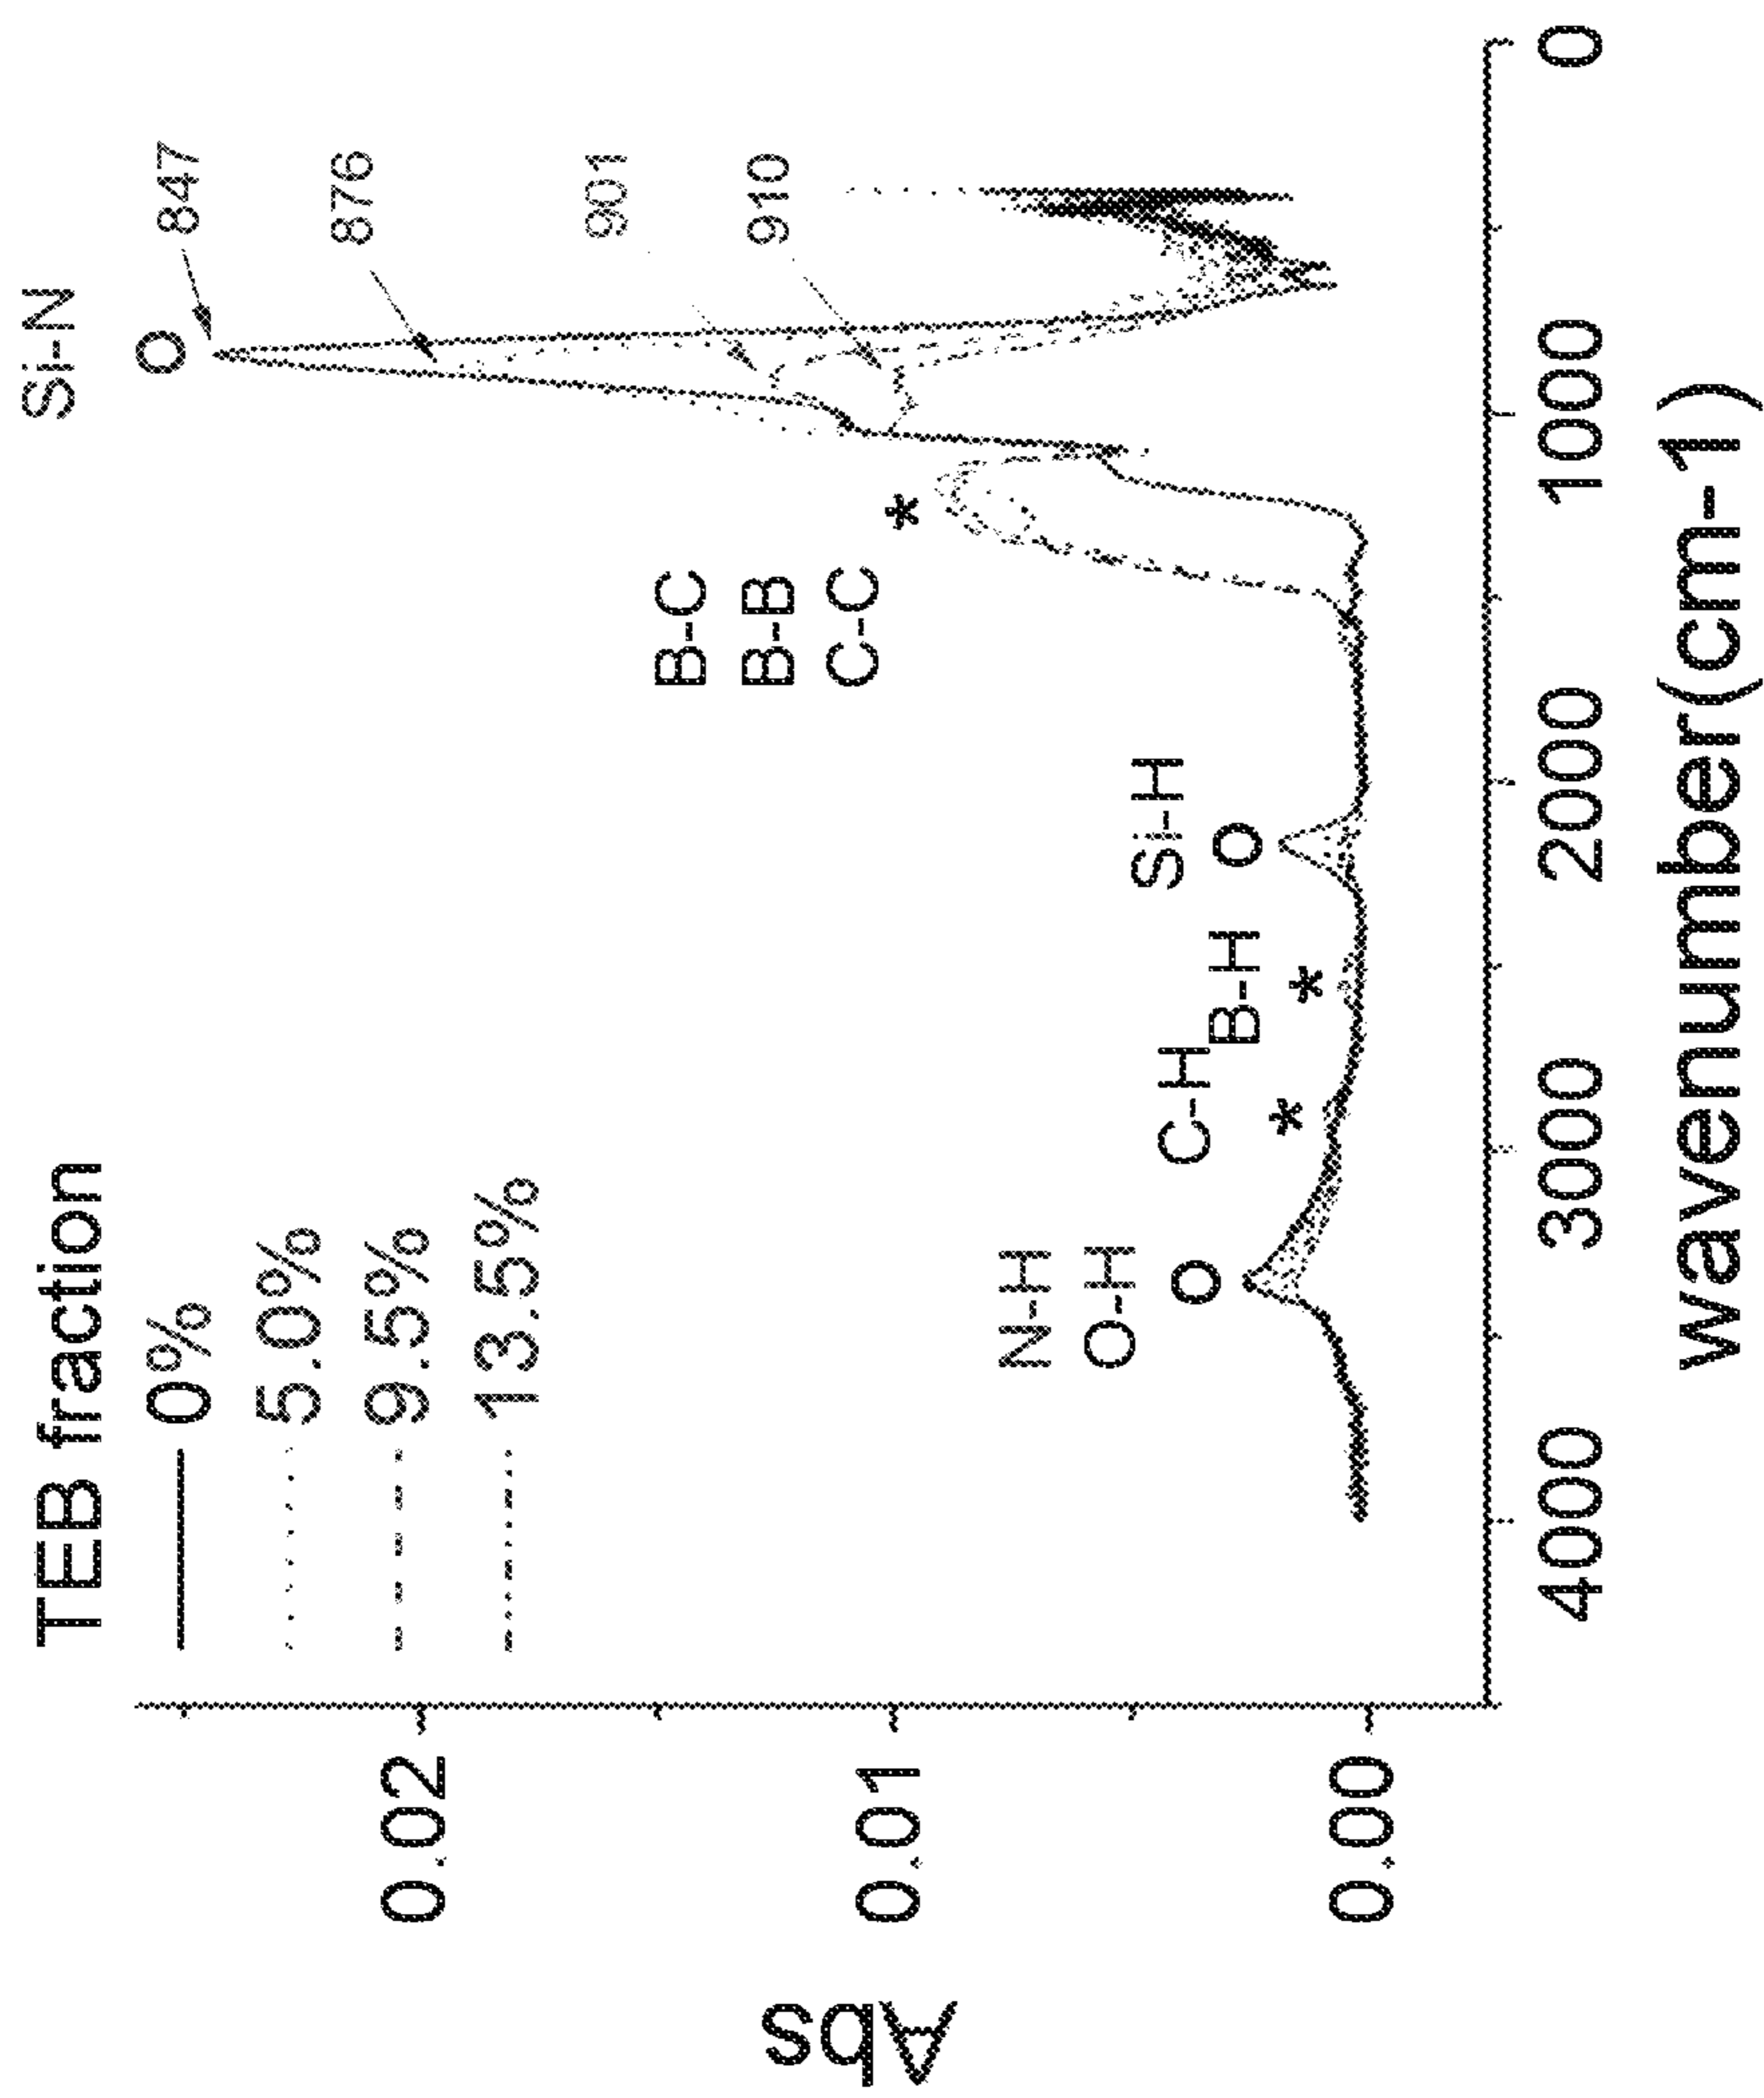 TEB fraction
0%
5.0%
9.5%
13.5%
Si-N
O
847
876
901
910
B-C
B-B
C-C
*
Si-H
O
B-H
*
C-H
*
N-H
O-H
O
Abs
0.02
0.01
0.00
4000
3000
2000
1000
0
wavenumber(cm-1)